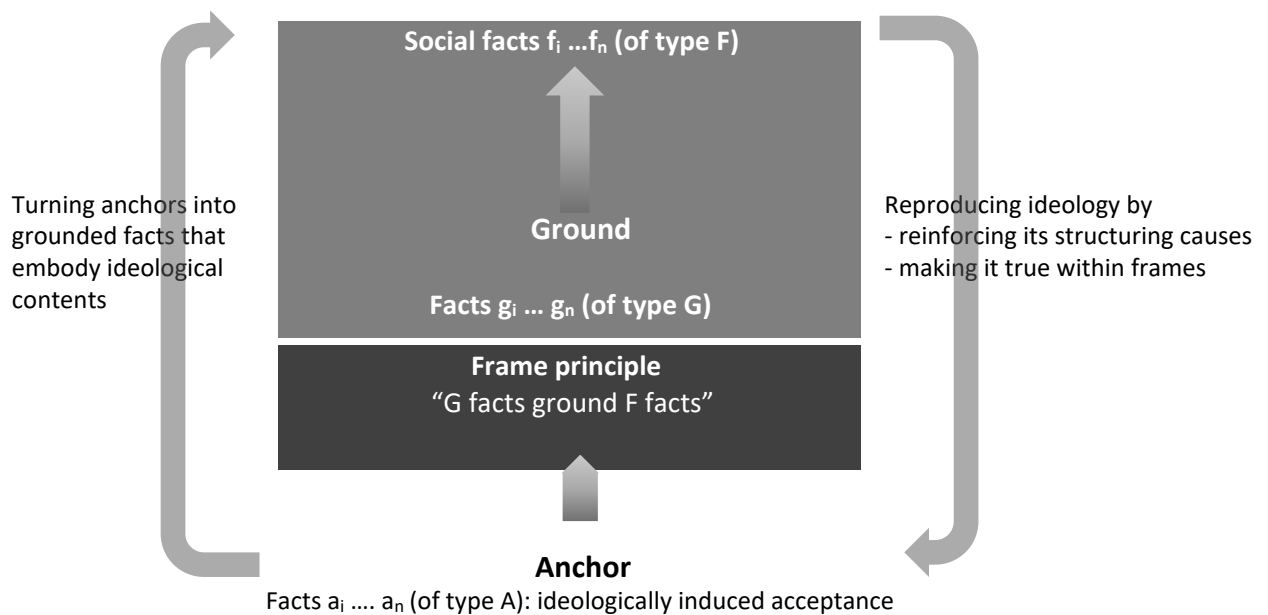 Social facts fᵢ ...fₙ (of type F)
Turning anchors into
grounded facts that
embody ideological
contents
Ground
Facts gᵢ ... gₙ (of type G)
Reproducing ideology by
- reinforcing its structuring causes
- making it true within frames
Frame principle
“G facts ground F facts”
Anchor
Facts aᵢ .... aₙ (of type A): ideologically induced acceptance